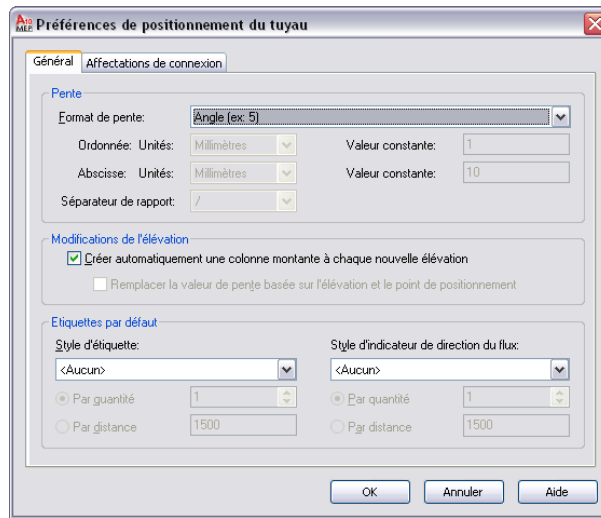 A10 MEP Préférences de positionnement du tuyau
Général Affectations de connexion
Pente
Format de pente: Angle (ex: 5)
Ordonnée: Unités: Millimètres Valeur constante: 1
Abscisse: Unités: Millimètres Valeur constante: 10
Séparateur de rapport: /
Modifications de l'élévation
Créer automatiquement une colonne montante à chaque nouvelle élévation
Remplacer la valeur de pente basée sur l'élévation et le point de positionnement
Etiquettes par défaut
Style d'étiquette: Style d'indicateur de direction du flux:
<Aucun> <Aucun>
Par quantité 1 Par quantité 1
Par distance 1500 Par distance 1500
OK Annuler Aide